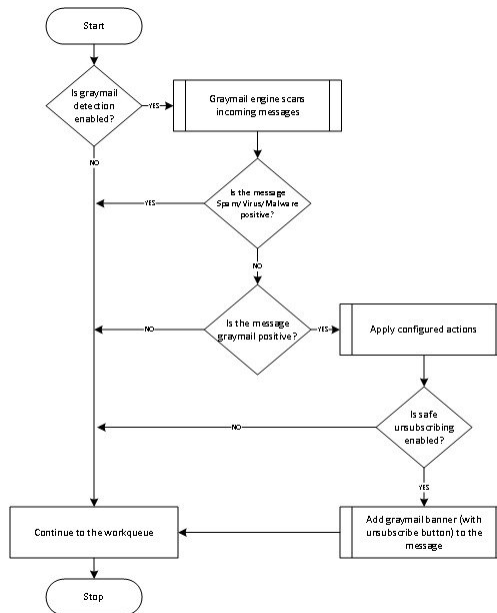 Start
Is graymail
detection
enabled?
YES
Graymail engine scans
incoming messages
NO
Is the message
Spam/Virus/Malware
positive?
YES
NO
Is the message
graymail positive?
NO
YES
Apply configured actions
Is safe
unsubscribing
enabled?
NO
YES
Continue to the workqueue
Add graymail banner (with
unsubscribe button) to the
message
Stop